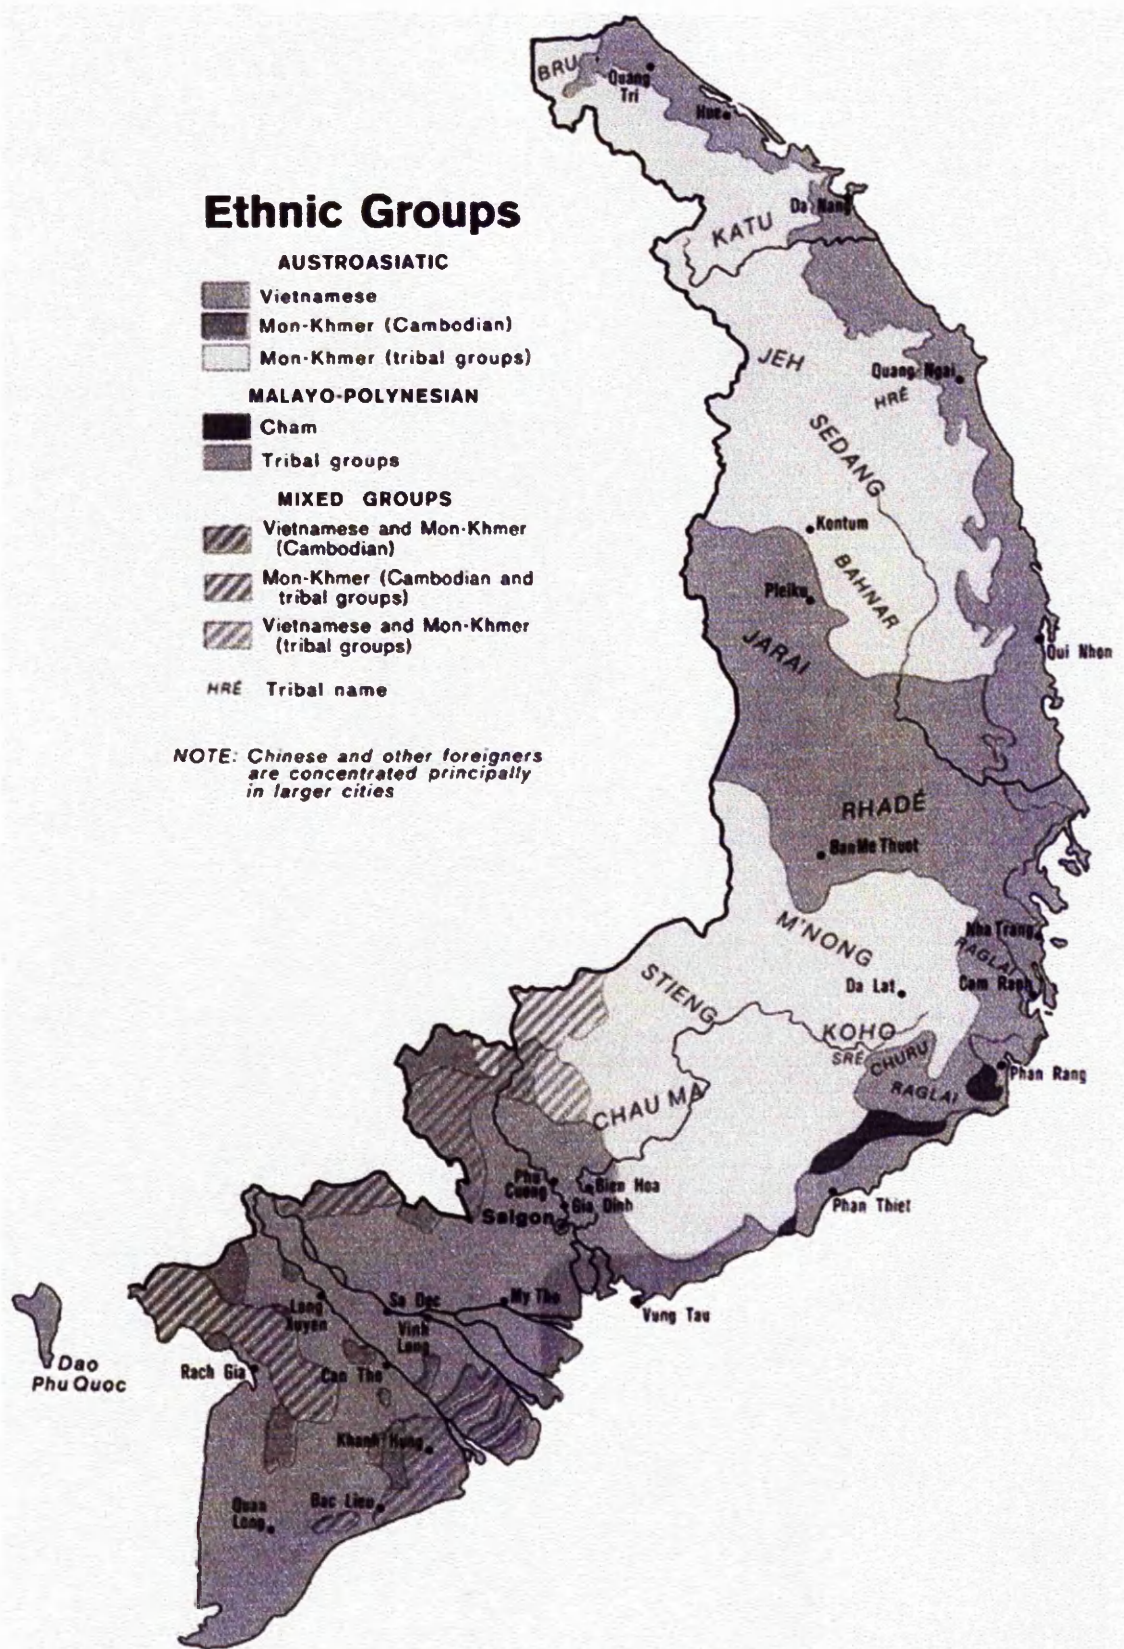 Ethnic Groups
AUSTROASIATIC
Vietnamese
Mon-Khmer (Cambodian)
Mon-Khmer (tribal groups)
MALAYO-POLYNESIAN
Cham
Tribal groups
MIXED GROUPS
Vietnamese and Mon-Khmer
(Cambodian)
Mon-Khmer (Cambodian and
tribal groups)
Vietnamese and Mon-Khmer
(tribal groups)
HRÉ Tribal name
NOTE: Chinese and other foreigners
are concentrated principally
in larger cities
BRU
Quang
Tri
Hue
Da Nang
KATU
JEH
Quang Ngai
HRÉ
SEDANG
Kontum
BAHNAR
Pleiku
JARAI
Qui Nhon
RHADÉ
Ban Me Thuot
M'NONG
Nha Trang
RAGLAI
STIENG
Da Lat
Cam Ranh
KOHO
SRÉ
CHURU
Phan Rang
RAGLAI
CHAU MA
Phu
Cuong
Bien Hoa
Gia Dinh
Saigon
Phan Thiet
Long
Xuyen
Sa Dec
My Tho
Vung Tau
Vinh
Long
Dao
Phu Quoc
Rach Gia
Can Tho
Khanh Hung
Quan
Long
Bac Lieu